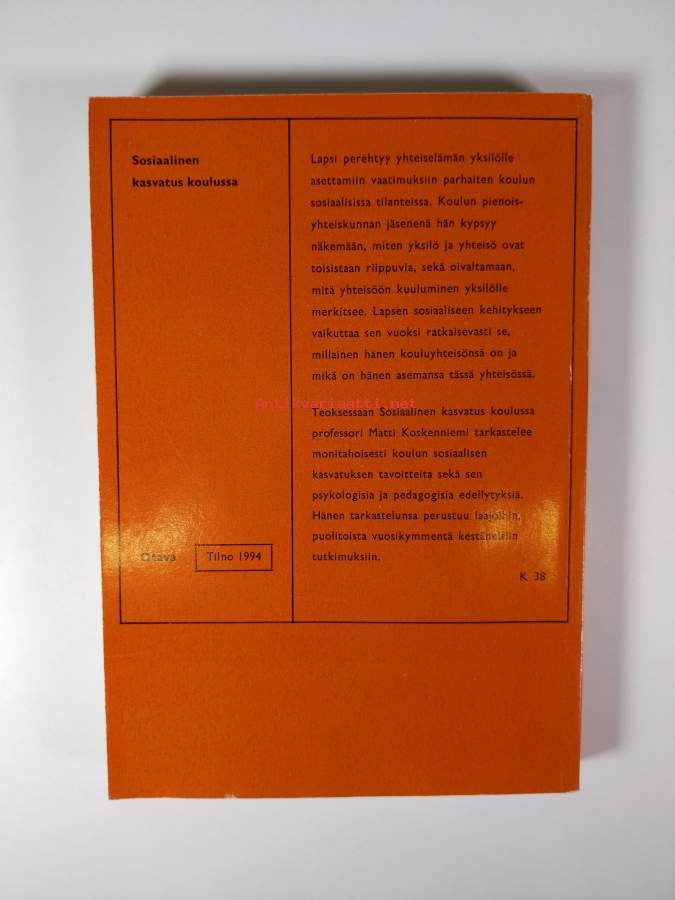 Sosiaalinen
kasvatus koulussa
Lapsi perehtyy yhteiselämän yksilölle
asettamiin vaatimuksiin parhaiten koulun
sosiaalisissa tilanteissa. Koulun pienois-
yhteiskunnan jäsenenä hän kypsyy
näkemään, miten yksilö ja yhteisö ovat
toisistaan riippuvia, sekä oivaltamaan,
mitä yhteisöön kuuluminen yksilölle
merkitsee. Lapsen sosiaaliseen kehitykseen
vaikuttaa sen vuoksi ratkaisevasti se,
millainen hänen kouluyhteisönsä on ja
mikä on hänen asemansa tässä yhteisössä.
Antikvariaatti.net
Teoksessaan Sosiaalinen kasvatus koulussa
professori Matti Koskenniemi tarkastelee
monitahoisesti koulun sosiaalisen
kasvatuksen tavoitteita sekä sen
psykologisia ja pedagogisia edellytyksiä.
Hänen tarkastelunsa perustuu laajoihin,
puolitoista vuosikymmentä kestäneisiin
tutkimuksiin.
Otava
Tilno 1994
K 38